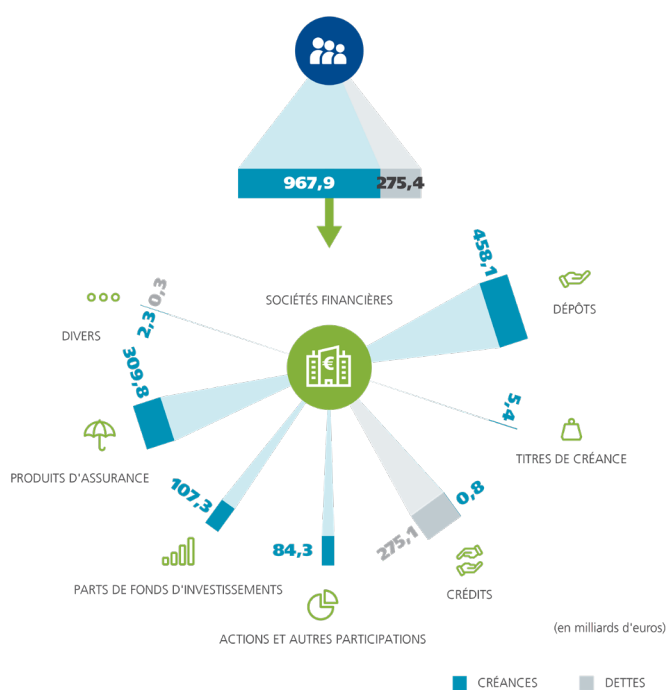 967,9
275,4
SOCIÉTÉS FINANCIÈRES
458,1
DÉPÔTS
0,3
2,3
DIVERS
€
309,8
5,4
TITRES DE CRÉANCE
PRODUITS D'ASSURANCE
107,3
0,8
275,1
84,3
PARTS DE FONDS D'INVESTISSEMENTS
CRÉDITS
ACTIONS ET AUTRES PARTICIPATIONS
(en milliards d'euros)
CRÉANCES
DETTES